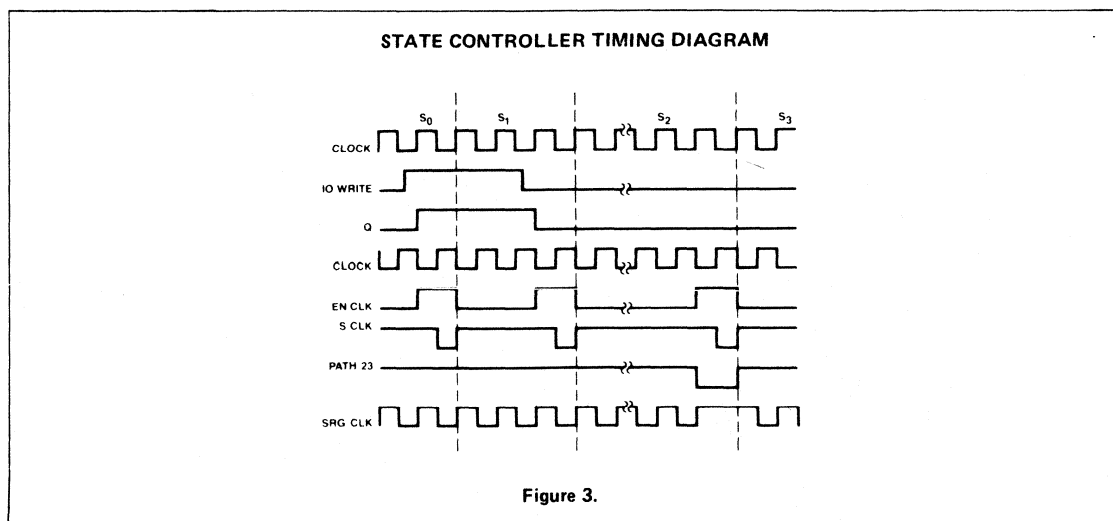 STATE CONTROLLER TIMING DIAGRAM
S0 S1 S2 S3
CLOCK
IO WRITE
Q
CLOCK
EN CLK
S CLK
PATH 23
SRG CLK
Figure 3.